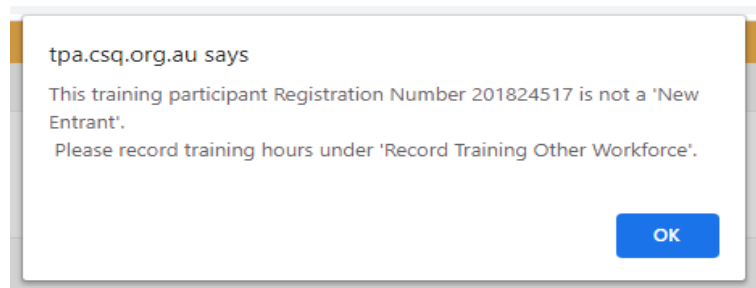 tpa.csq.org.au says
This training participant Registration Number 201824517 is not a 'New
Entrant'.
Please record training hours under 'Record Training Other Workforce'.
OK